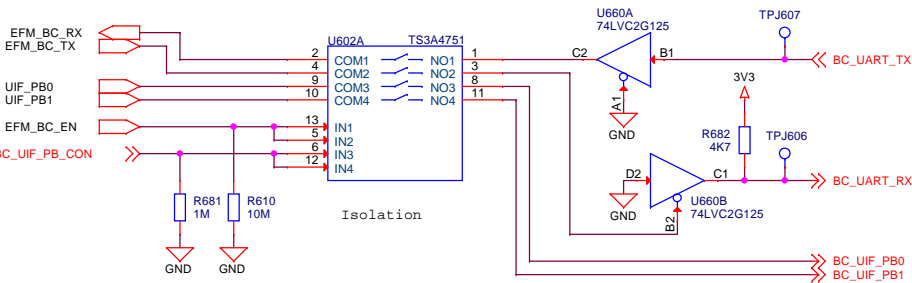 U660A
74LVC2G125
TPJ607
EFM_BC_RX
EFM_BC_TX
U602A
TS3A4751
2
COM1
NO1
1
C2
B1
BC_UART_TX
4
COM2
NO2
3
UIF_PB0
9
COM3
NO3
8
3V3
UIF_PB1
10
COM4
NO4
11
A1
GND
EFM_BC_EN
13
IN1
5
IN2
R682
4K7
TPJ606
BC_UIF_PB_CON
6
IN3
12
IN4
D2
C1
BC_UART_RX
R681
1M
R610
10M
Isolation
GND
B2
U660B
74LVC2G125
GND
GND
BC_UIF_PB0
BC_UIF_PB1